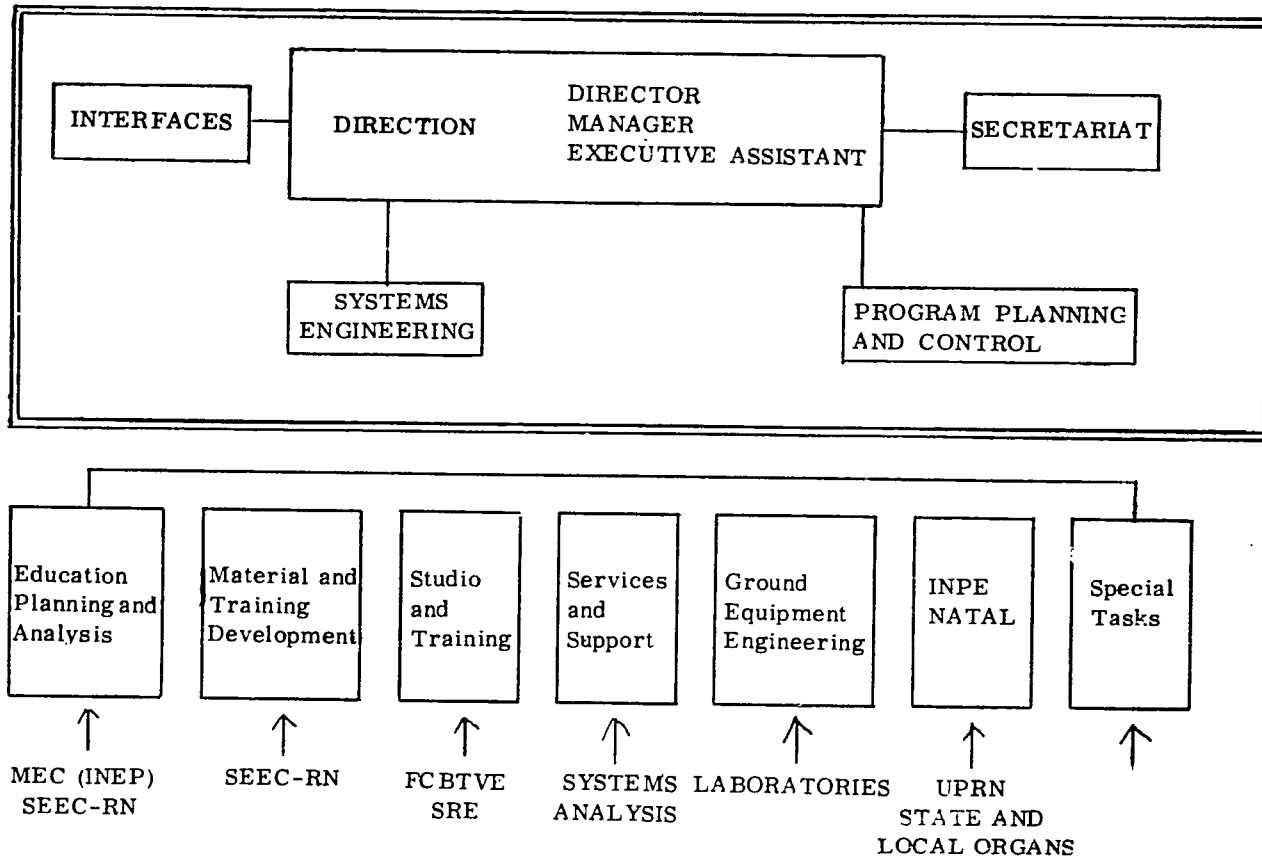 INTERFACES
DIRECTION
DIRECTOR
MANAGER
EXECUTIVE ASSISTANT
SECRETARIAT
SYSTEMS
ENGINEERING
PROGRAM PLANNING
AND CONTROL
Education
Planning and
Analysis
Material and
Training
Development
Studio
and
Training
Services
and
Support
Ground
Equipment
Engineering
INPE
NATAL
Special
Tasks
MEC (INEP)
SEEC-RN
SEEC-RN
FCBTVE
SRE
SYSTEMS
ANALYSIS
LABORATORIES
UPRN
STATE AND
LOCAL ORGANS